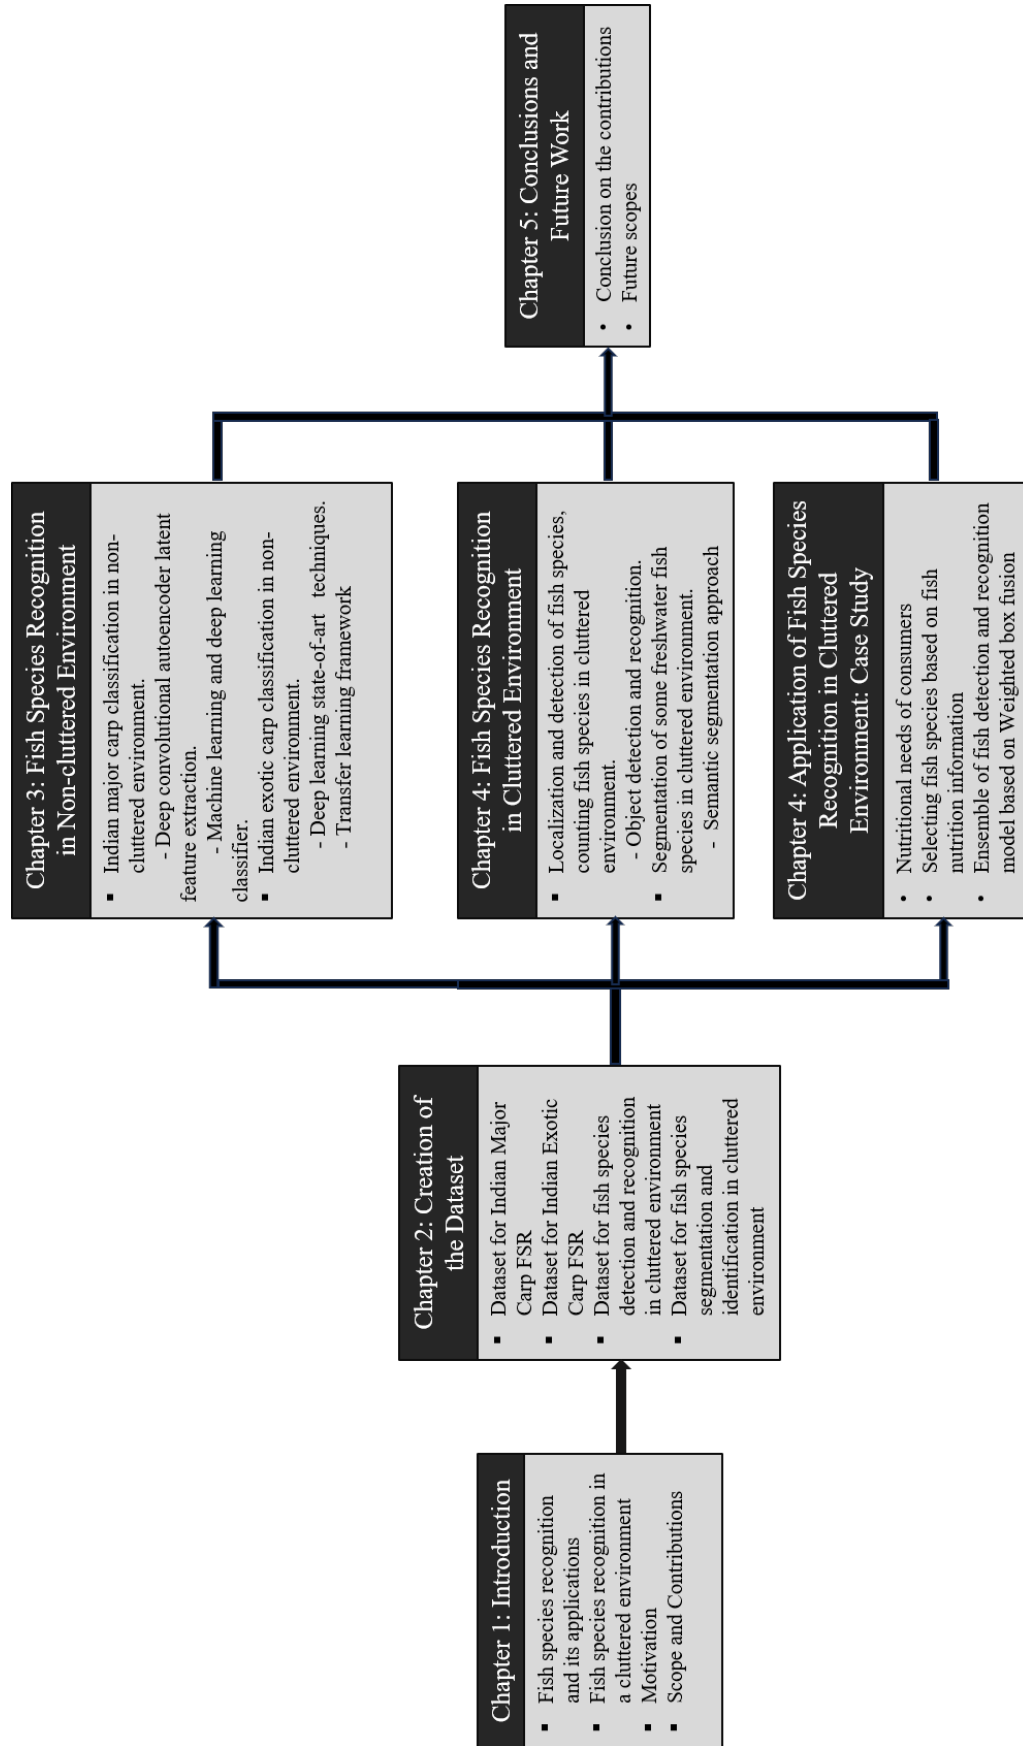 Chapter 1: Introduction
▪ Fish species recognition
and its applications
▪ Fish species recognition in
a cluttered environment
▪ Motivation
▪ Scope and Contributions
Chapter 2: Creation of
the Dataset
▪ Dataset for Indian Major
Carp FSR
▪ Dataset for Indian Exotic
Carp FSR
▪ Dataset for fish species
detection and recognition
in cluttered environment
▪ Dataset for fish species
segmentation and
identification in cluttered
environment
Chapter 3: Fish Species Recognition
in Non-cluttered Environment
▪ Indian major carp classification in non-
cluttered environment.
- Deep convolutional autoencoder latent
feature extraction.
- Machine learning and deep learning
classifier.
▪ Indian exotic carp classification in non-
cluttered environment.
- Deep learning state-of-art techniques.
- Transfer learning framework
Chapter 4: Fish Species Recognition
in Cluttered Environment
▪ Localization and detection of fish species,
counting fish species in cluttered
environment.
- Object detection and recognition.
▪ Segmentation of some freshwater fish
species in cluttered environment.
- Semantic segmentation approach
Chapter 4: Application of Fish Species
Recognition in Cluttered
Environment: Case Study
• Nutritional needs of consumers
• Selecting fish species based on fish
nutrition information
• Ensemble of fish detection and recognition
model based on Weighted box fusion
Chapter 5: Conclusions and
Future Work
• Conclusion on the contributions
• Future scopes